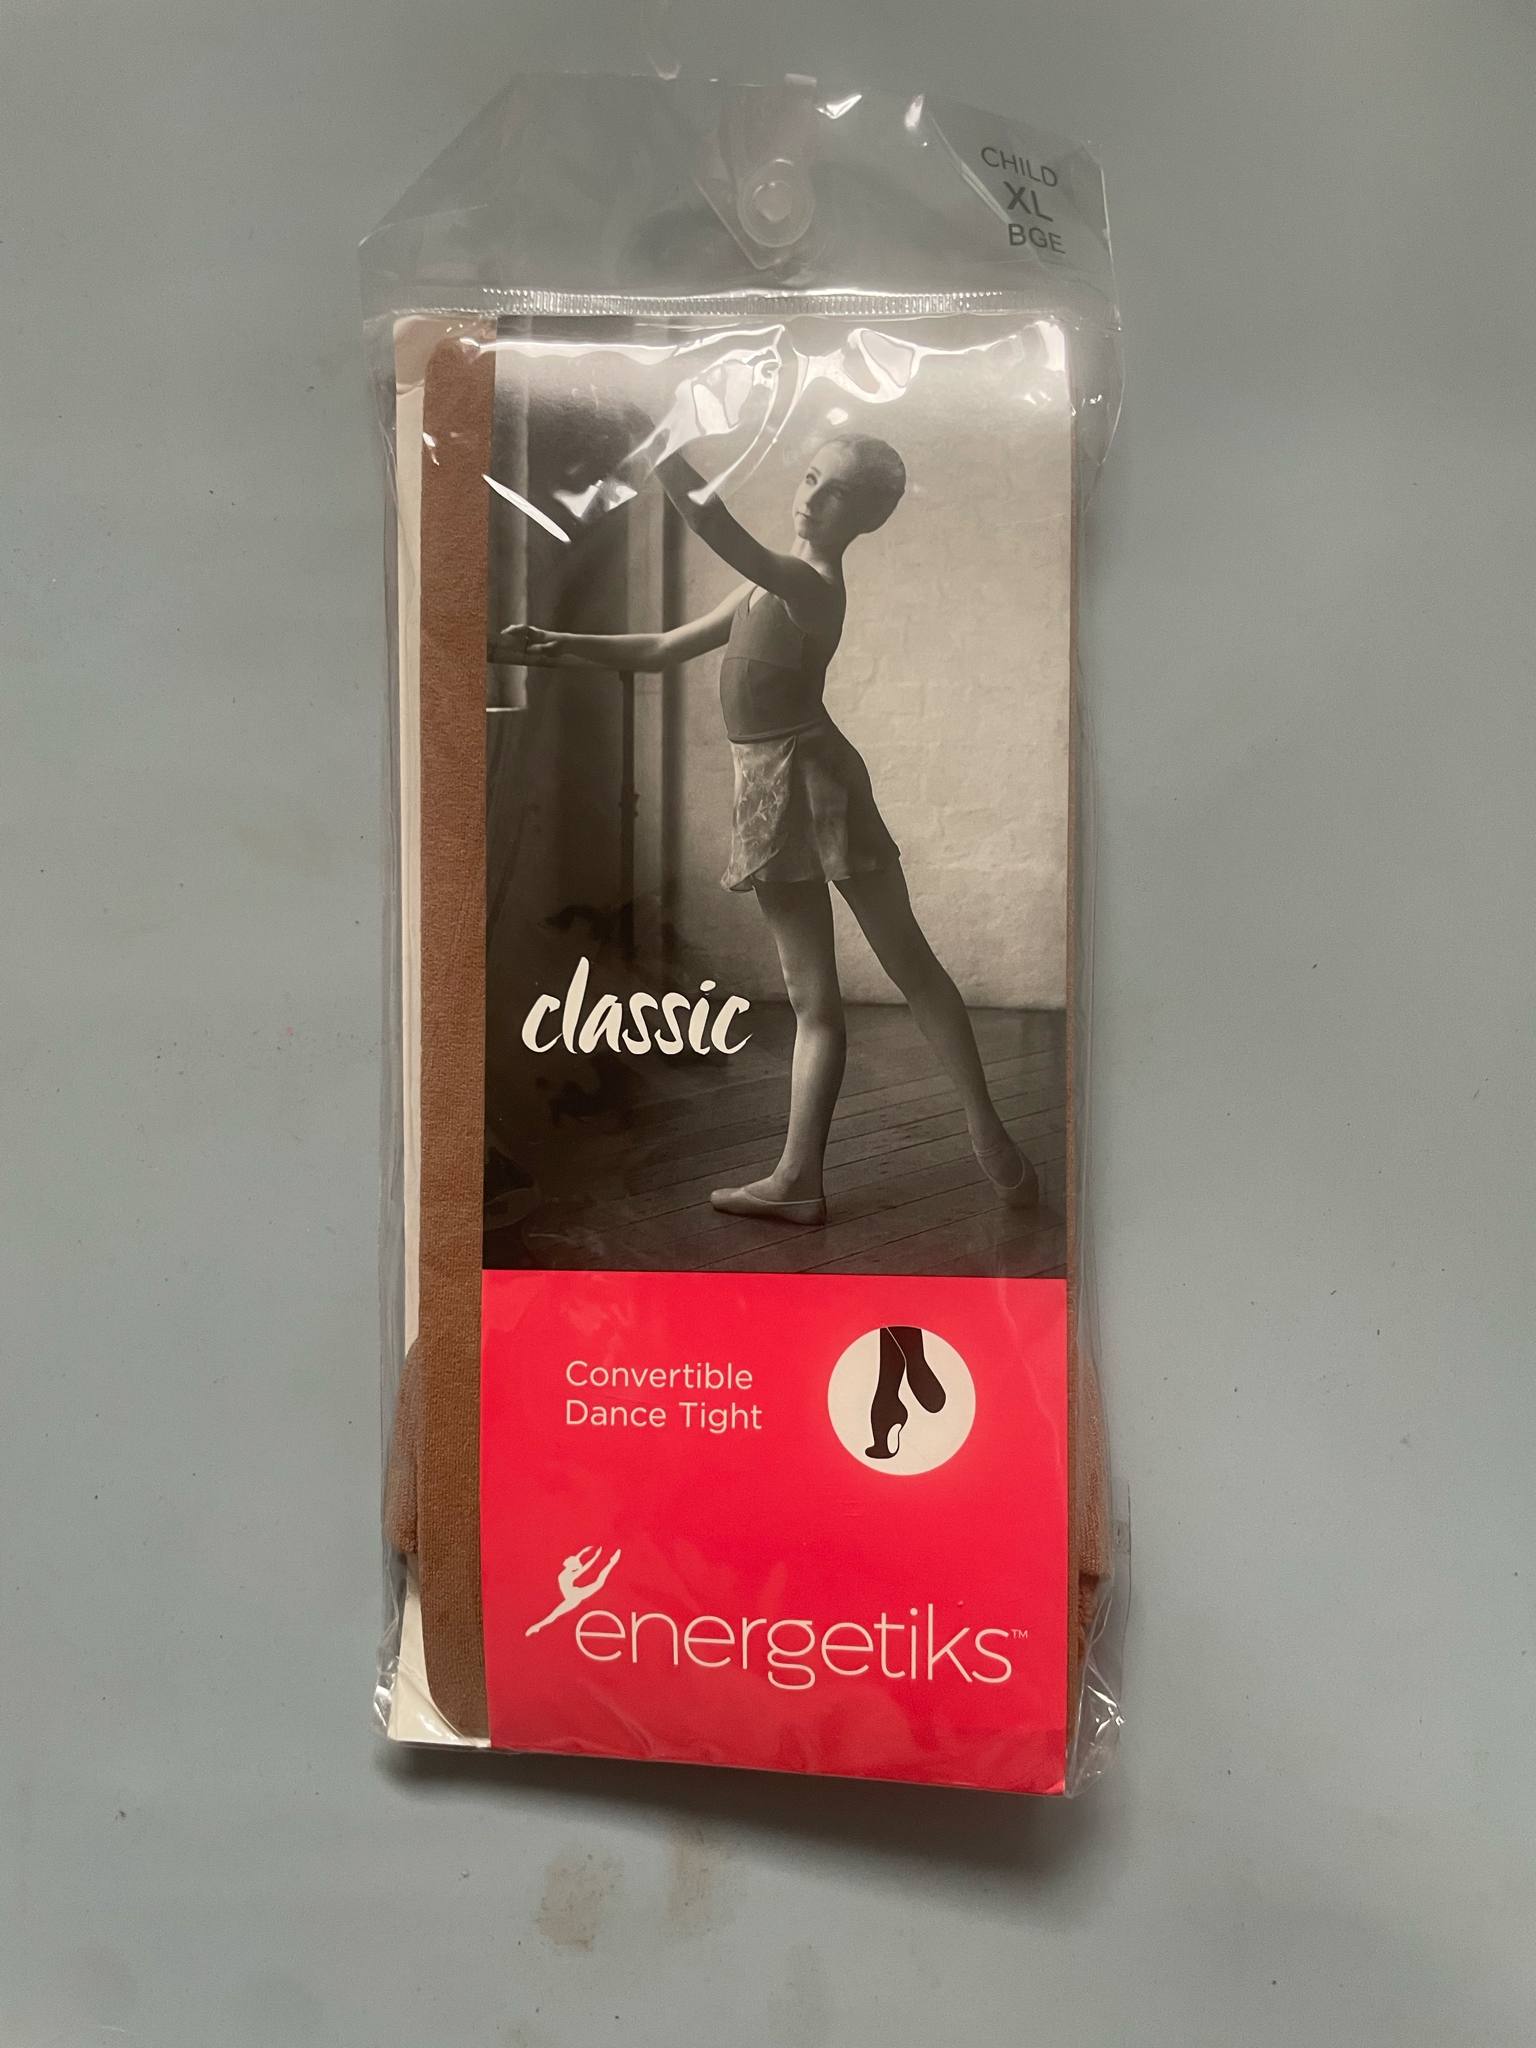 CHILD
XL
BGE
classic
Convertible
Dance Tight
energetiks™